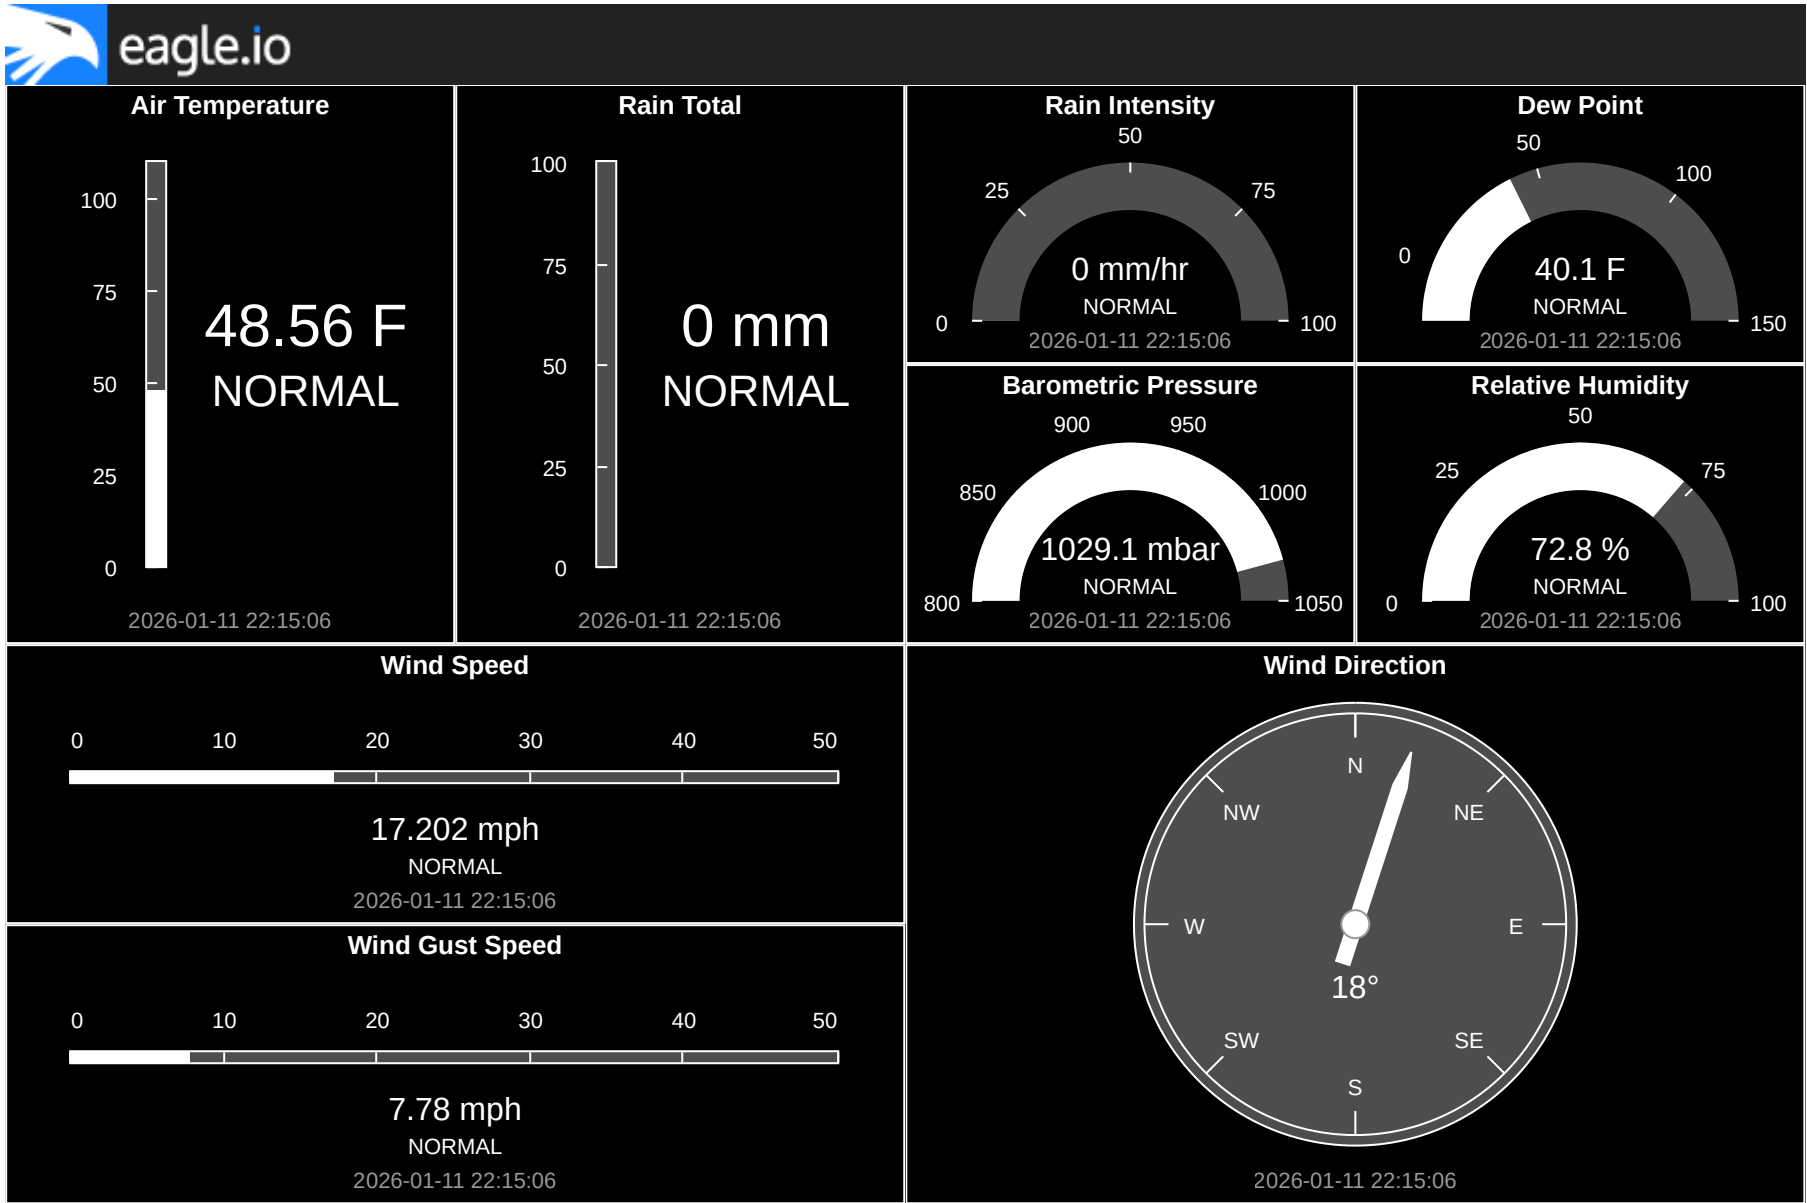 eagle.io
Air Temperature
100
75
50
25
0
48.56 F
NORMAL
2026-01-11 22:15:06
Rain Total
100
75
50
25
0
0 mm
NORMAL
2026-01-11 22:15:06
Rain Intensity
0
25
50
75
100
0 mm/hr
NORMAL
2026-01-11 22:15:06
Dew Point
0
50
100
150
40.1 F
NORMAL
2026-01-11 22:15:06
Barometric Pressure
800
850
900
950
1000
1050
1029.1 mbar
NORMAL
2026-01-11 22:15:06
Relative Humidity
0
25
50
75
100
72.8 %
NORMAL
2026-01-11 22:15:06
Wind Speed
0 10 20 30 40 50
17.202 mph
NORMAL
2026-01-11 22:15:06
Wind Gust Speed
0 10 20 30 40 50
7.78 mph
NORMAL
2026-01-11 22:15:06
Wind Direction
N
NW NE
W E
18°
SW SE
S
2026-01-11 22:15:06